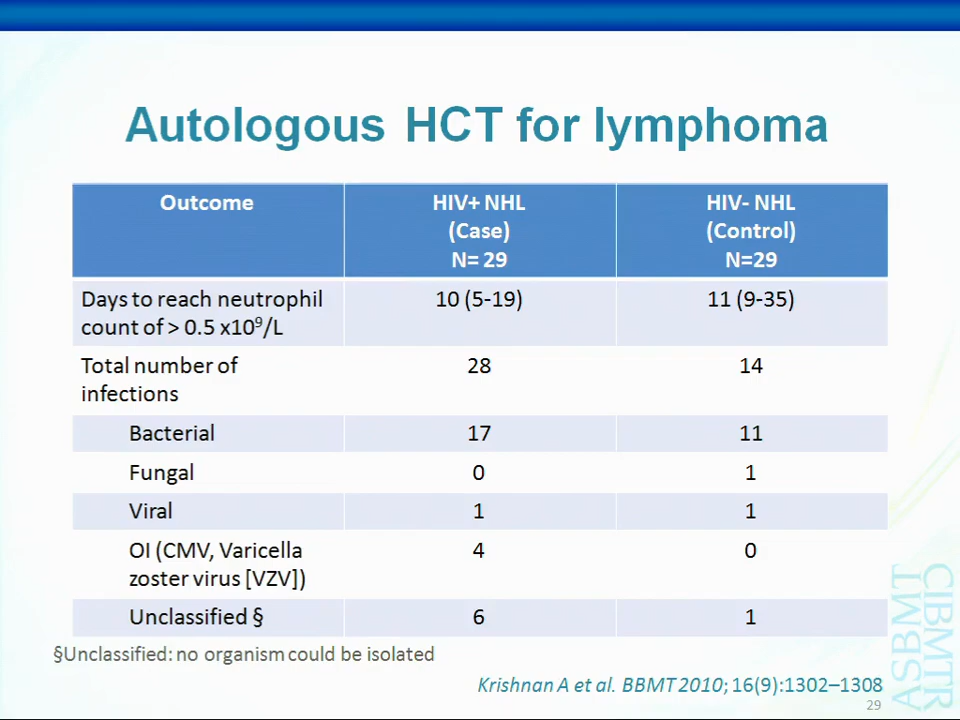 Autologous HCT for lymphoma
Outcome
HIV+ NHL
(Case)
N= 29
HIV- NHL
(Control)
N=29
Days to reach neutrophil
count of > 0.5 x10⁹/L
10 (5-19)
11 (9-35)
Total number of
infections
28
14
Bacterial
17
11
Fungal
0
1
Viral
1
1
OI (CMV, Varicella
zoster virus [VZV])
4
0
Unclassified §
6
1
§Unclassified: no organism could be isolated
Krishnan A et al. BBMT 2010; 16(9):1302–1308
29
ASBMT
CIBMTR